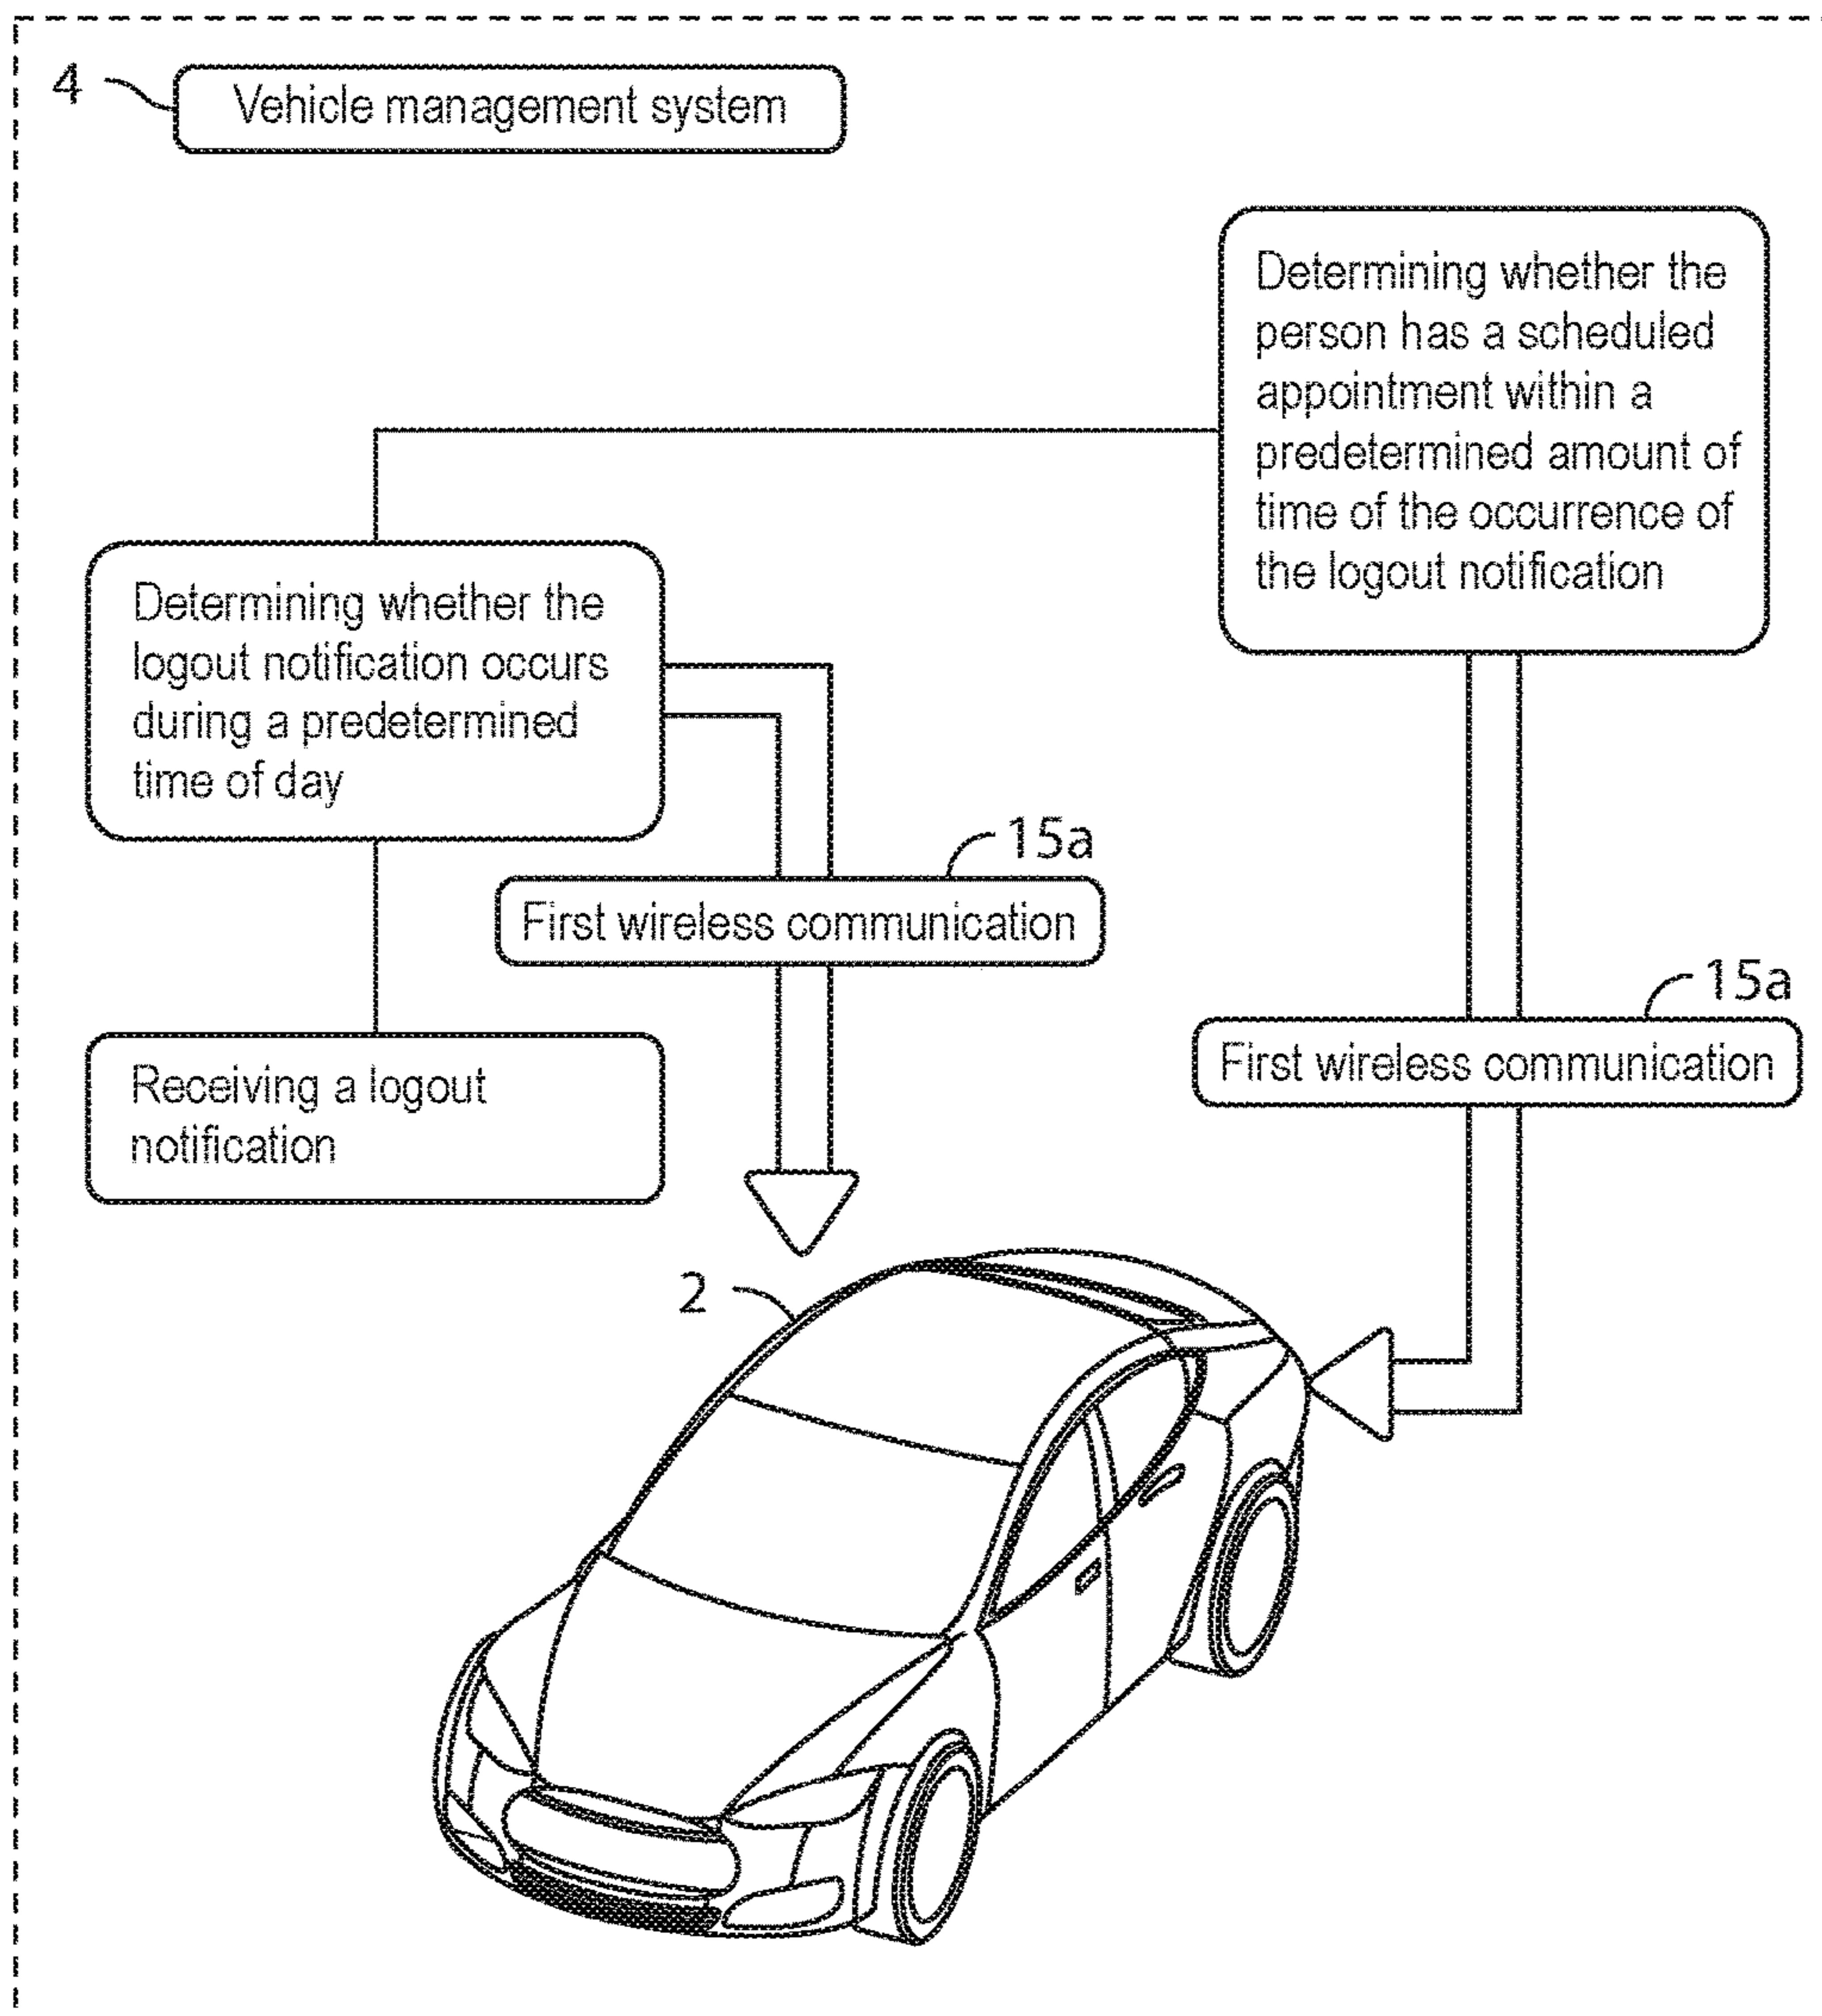 4
Vehicle management system
Determining whether the
person has a scheduled
appointment within a
predetermined amount of
time of the occurrence of
the logout notification
Determining whether the
logout notification occurs
during a predetermined
time of day
15a
First wireless communication
15a
First wireless communication
Receiving a logout
notification
2